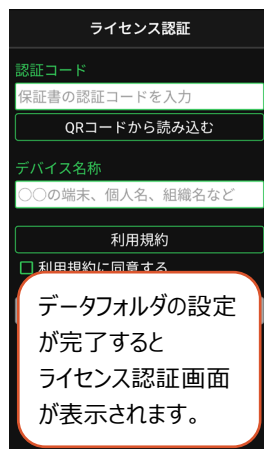 ライセンス認証
認証コード
保証書の認証コードを入力
QRコードから読み込む
デバイス名称
○○の端末、個人名、組織名など
利用規約
利用規約に同意する
データフォルダの設定
が完了すると
ライセンス認証画面
が表示されます。